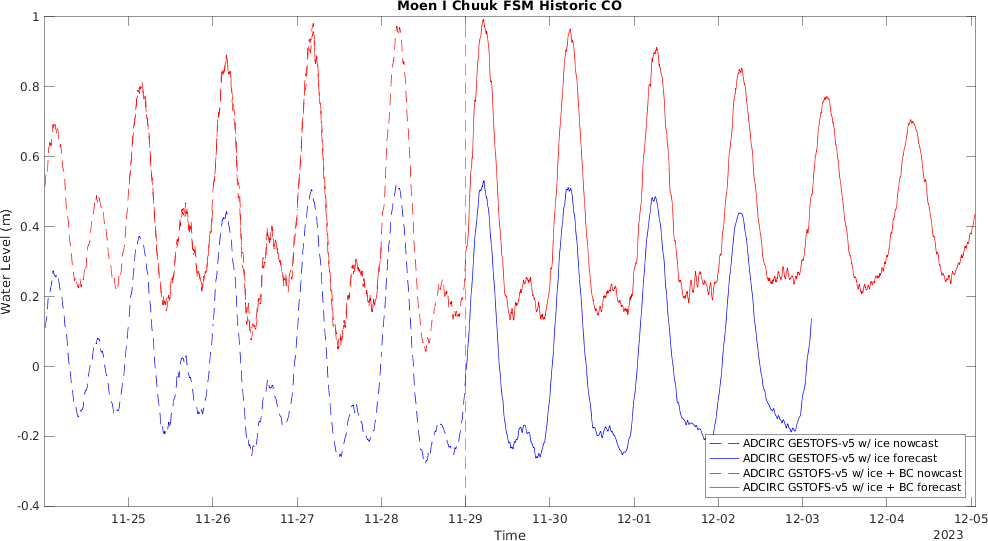 Moen I Chuuk FSM Historic CO
1
0.8
0.6
0.4
0.2
0
-0.2
-0.4
Water Level (m)
ADCIRC GESTOFS-v5 w/ ice nowcast
ADCIRC GESTOFS-v5 w/ ice forecast
ADCIRC GSTOFS-v5 w/ ice + BC nowcast
ADCIRC GSTOFS-v5 w/ ice + BC forecast
11-25 11-26 11-27 11-28 11-29 11-30 12-01 12-02 12-03 12-04 12-05
Time
2023